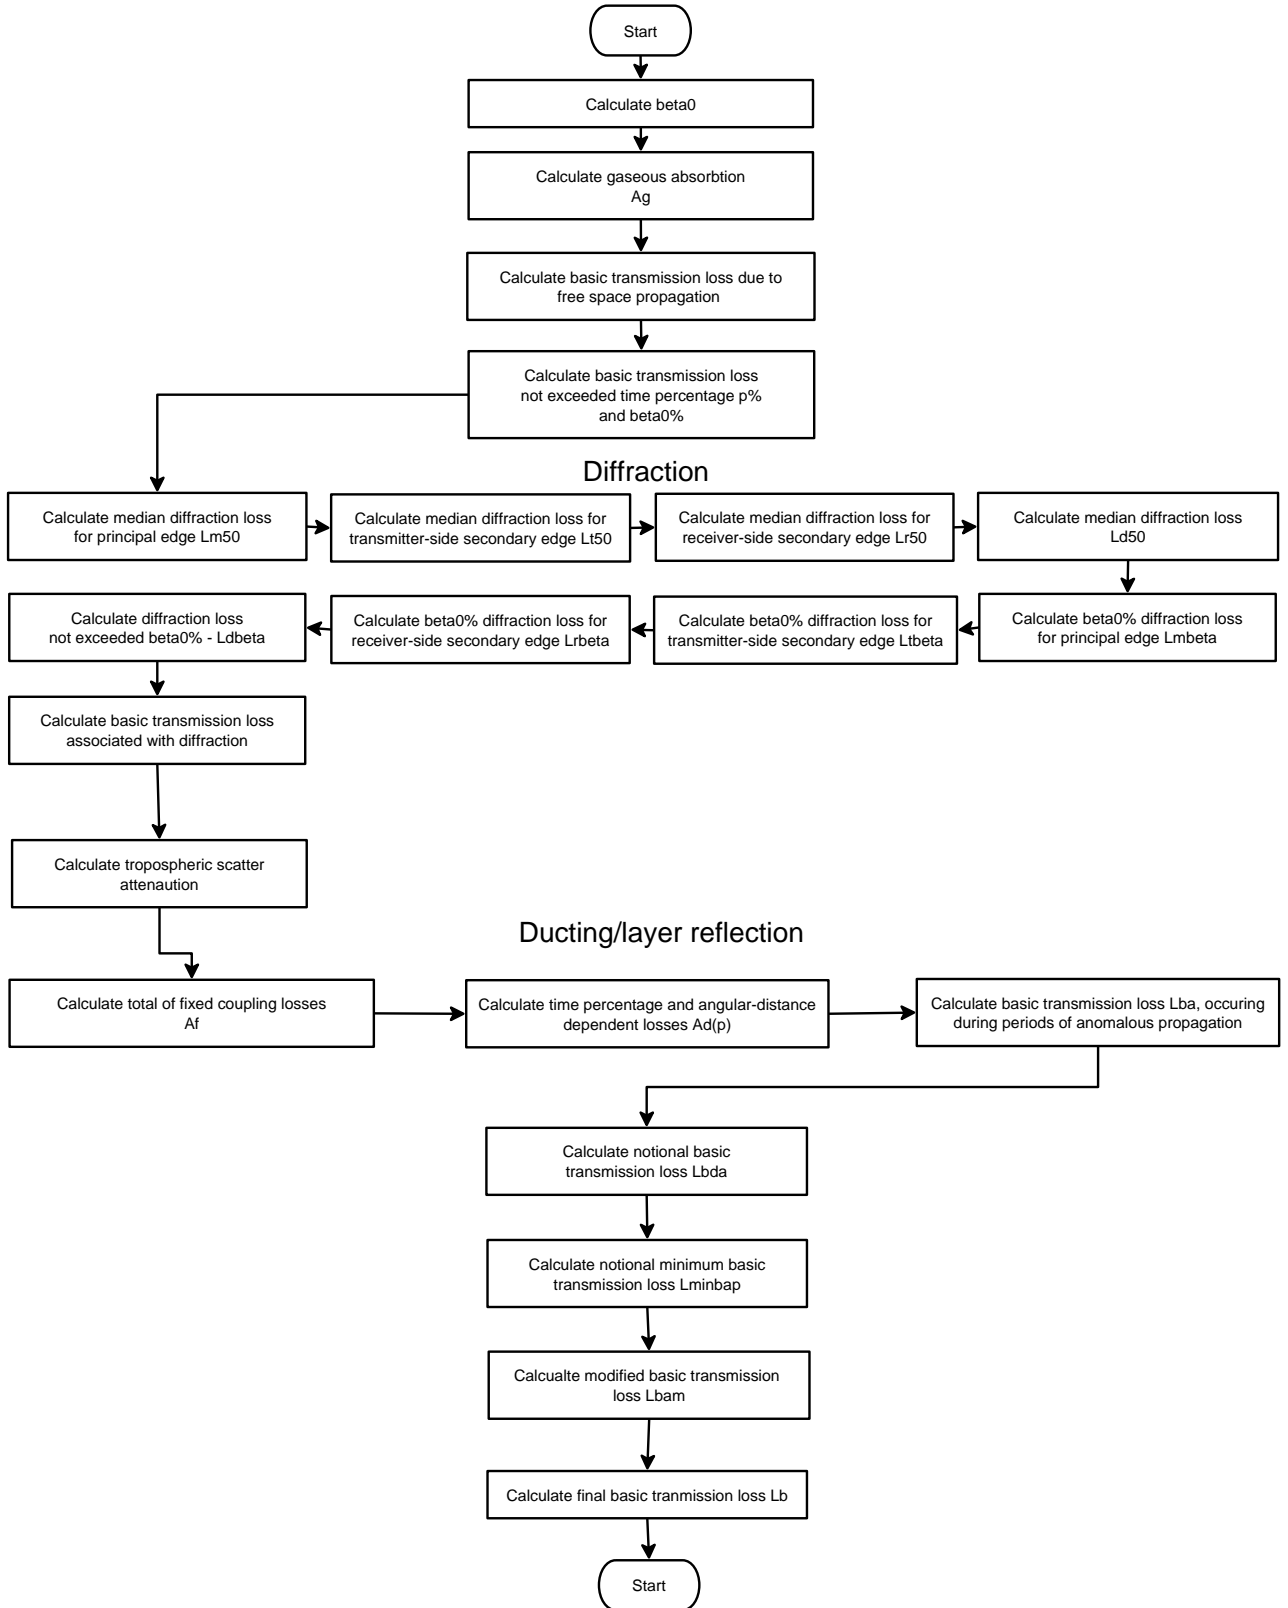 Start
Calculate beta0
Calculate gaseous absorbtion
Ag
Calculate basic transmission loss due to
free space propagation
Calculate basic transmission loss
not exceeded time percentage p%
and beta0%
Diffraction
Calculate median diffraction loss
for principal edge Lm50
Calculate median diffraction loss for
transmitter-side secondary edge Lt50
Calculate median diffraction loss for
receiver-side secondary edge Lr50
Calculate median diffraction loss
Ld50
Calculate beta0% diffraction loss
for principal edge Lmbeta
Calculate beta0% diffraction loss for
transmitter-side secondary edge Ltbeta
Calculate beta0% diffraction loss for
receiver-side secondary edge Lrbeta
Calculate diffraction loss
not exceeded beta0% - Ldbeta
Calculate basic transmission loss
associated with diffraction
Calculate tropospheric scatter
attenaution
Ducting/layer reflection
Calculate total of fixed coupling losses
Af
Calculate time percentage and angular-distance
dependent losses Ad(p)
Calculate basic transmission loss Lba, occuring
during periods of anomalous propagation
Calculate notional basic
transmission loss Lbda
Calculate notional minimum basic
transmission loss Lminbap
Calcualte modified basic transmission
loss Lbam
Calculate final basic tranmission loss Lb
Start